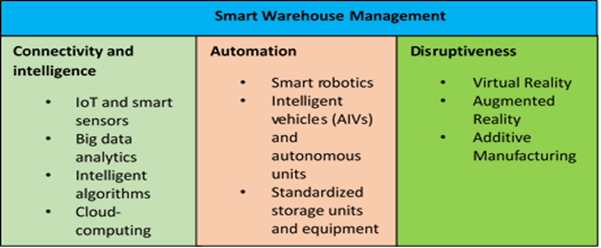 Smart Warehouse Management
Connectivity and
intelligence
• IoT and smart
sensors
• Big data
analytics
• Intelligent
algorithms
• Cloud-
computing
Automation
• Smart robotics
• Intelligent
vehicles (AIVs)
and
autonomous
units
• Standardized
storage units
and equipment
Disruptiveness
• Virtual Reality
• Augmented
Reality
• Additive
Manufacturing